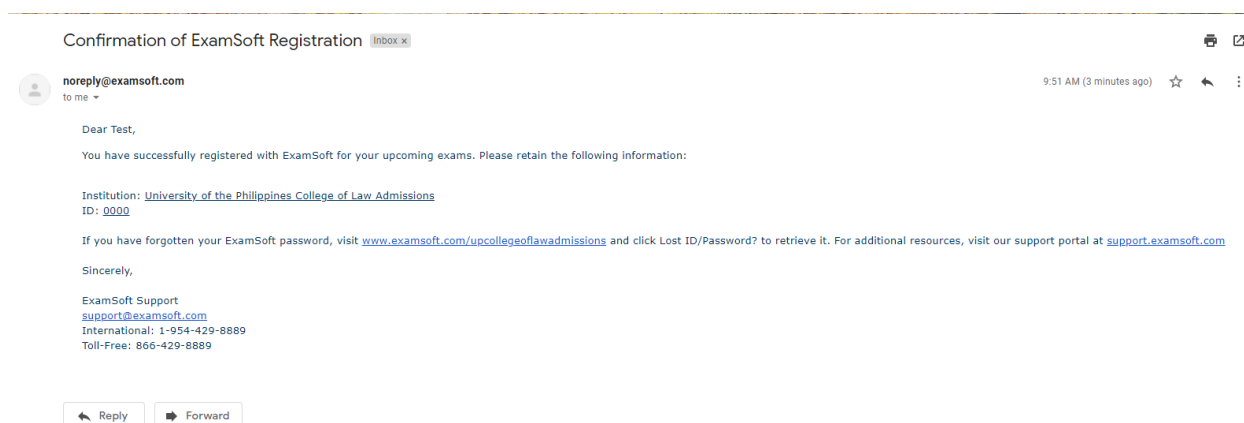 Confirmation of ExamSoft Registration Inbox x
noreply@examsoft.com 9:51 AM (3 minutes ago)
to me
Dear Test,
You have successfully registered with ExamSoft for your upcoming exams. Please retain the following information:
Institution: University of the Philippines College of Law Admissions
ID: 0000
If you have forgotten your ExamSoft password, visit www.examsoft.com/upcollegeoflawadmissions and click Lost ID/Password? to retrieve it. For additional resources, visit our support portal at support.examsoft.com
Sincerely,
ExamSoft Support
support@examsoft.com
International: 1-954-429-8889
Toll-Free: 866-429-8889
Reply Forward